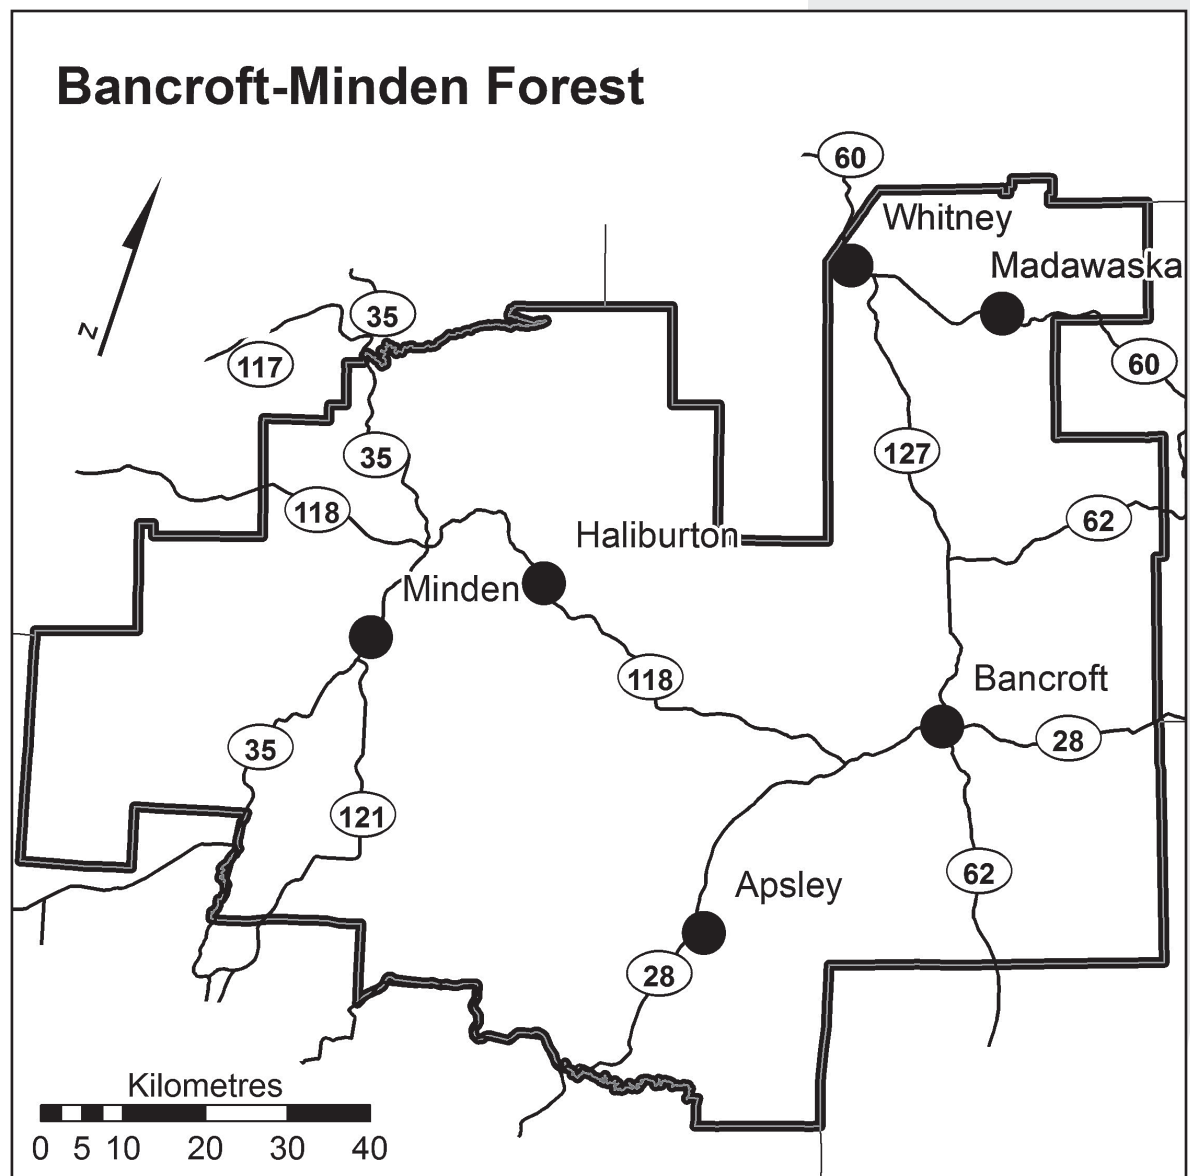 Bancroft-Minden Forest
60
Whitney
Madawaska
N
35
117
60
35
127
118
62
Haliburton
Minden
118
Bancroft
35
28
121
62
Apsley
28
Kilometres
0 5 10 20 30 40